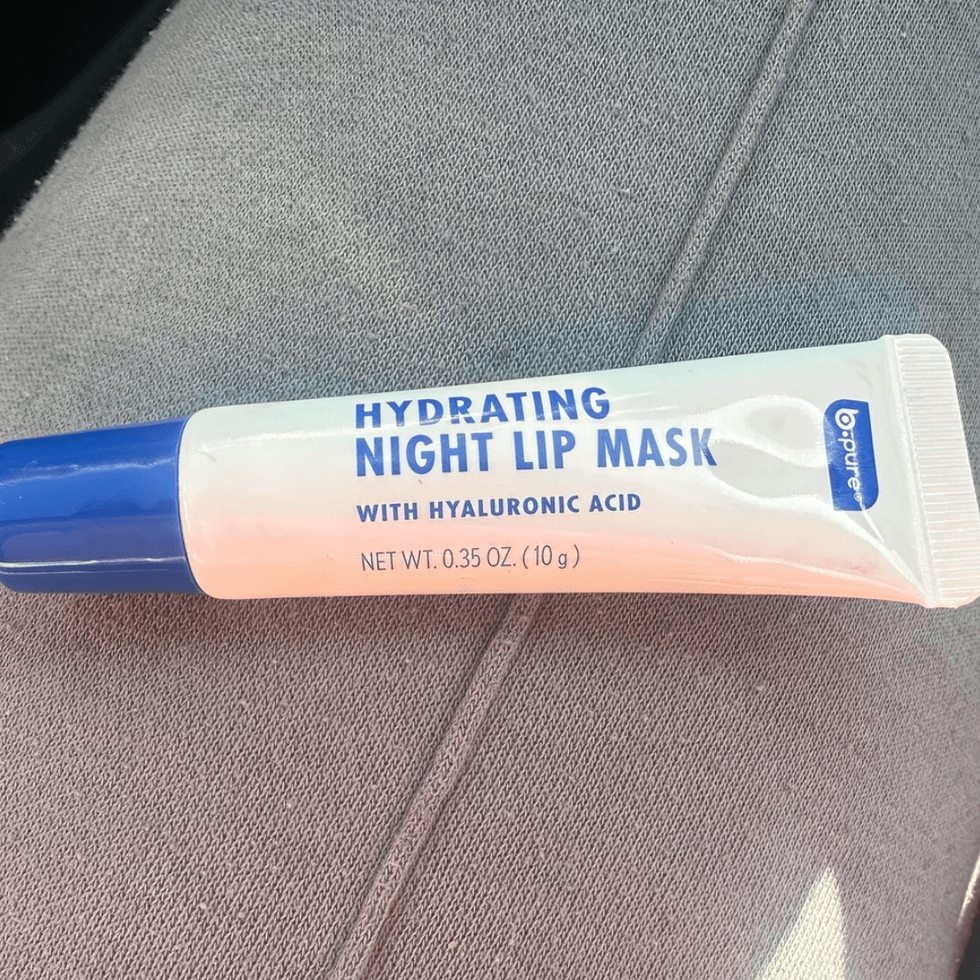 HYDRATING
NIGHT LIP MASK
WITH HYALURONIC ACID
NET WT. 0.35 OZ. (10 g)
b.pure®